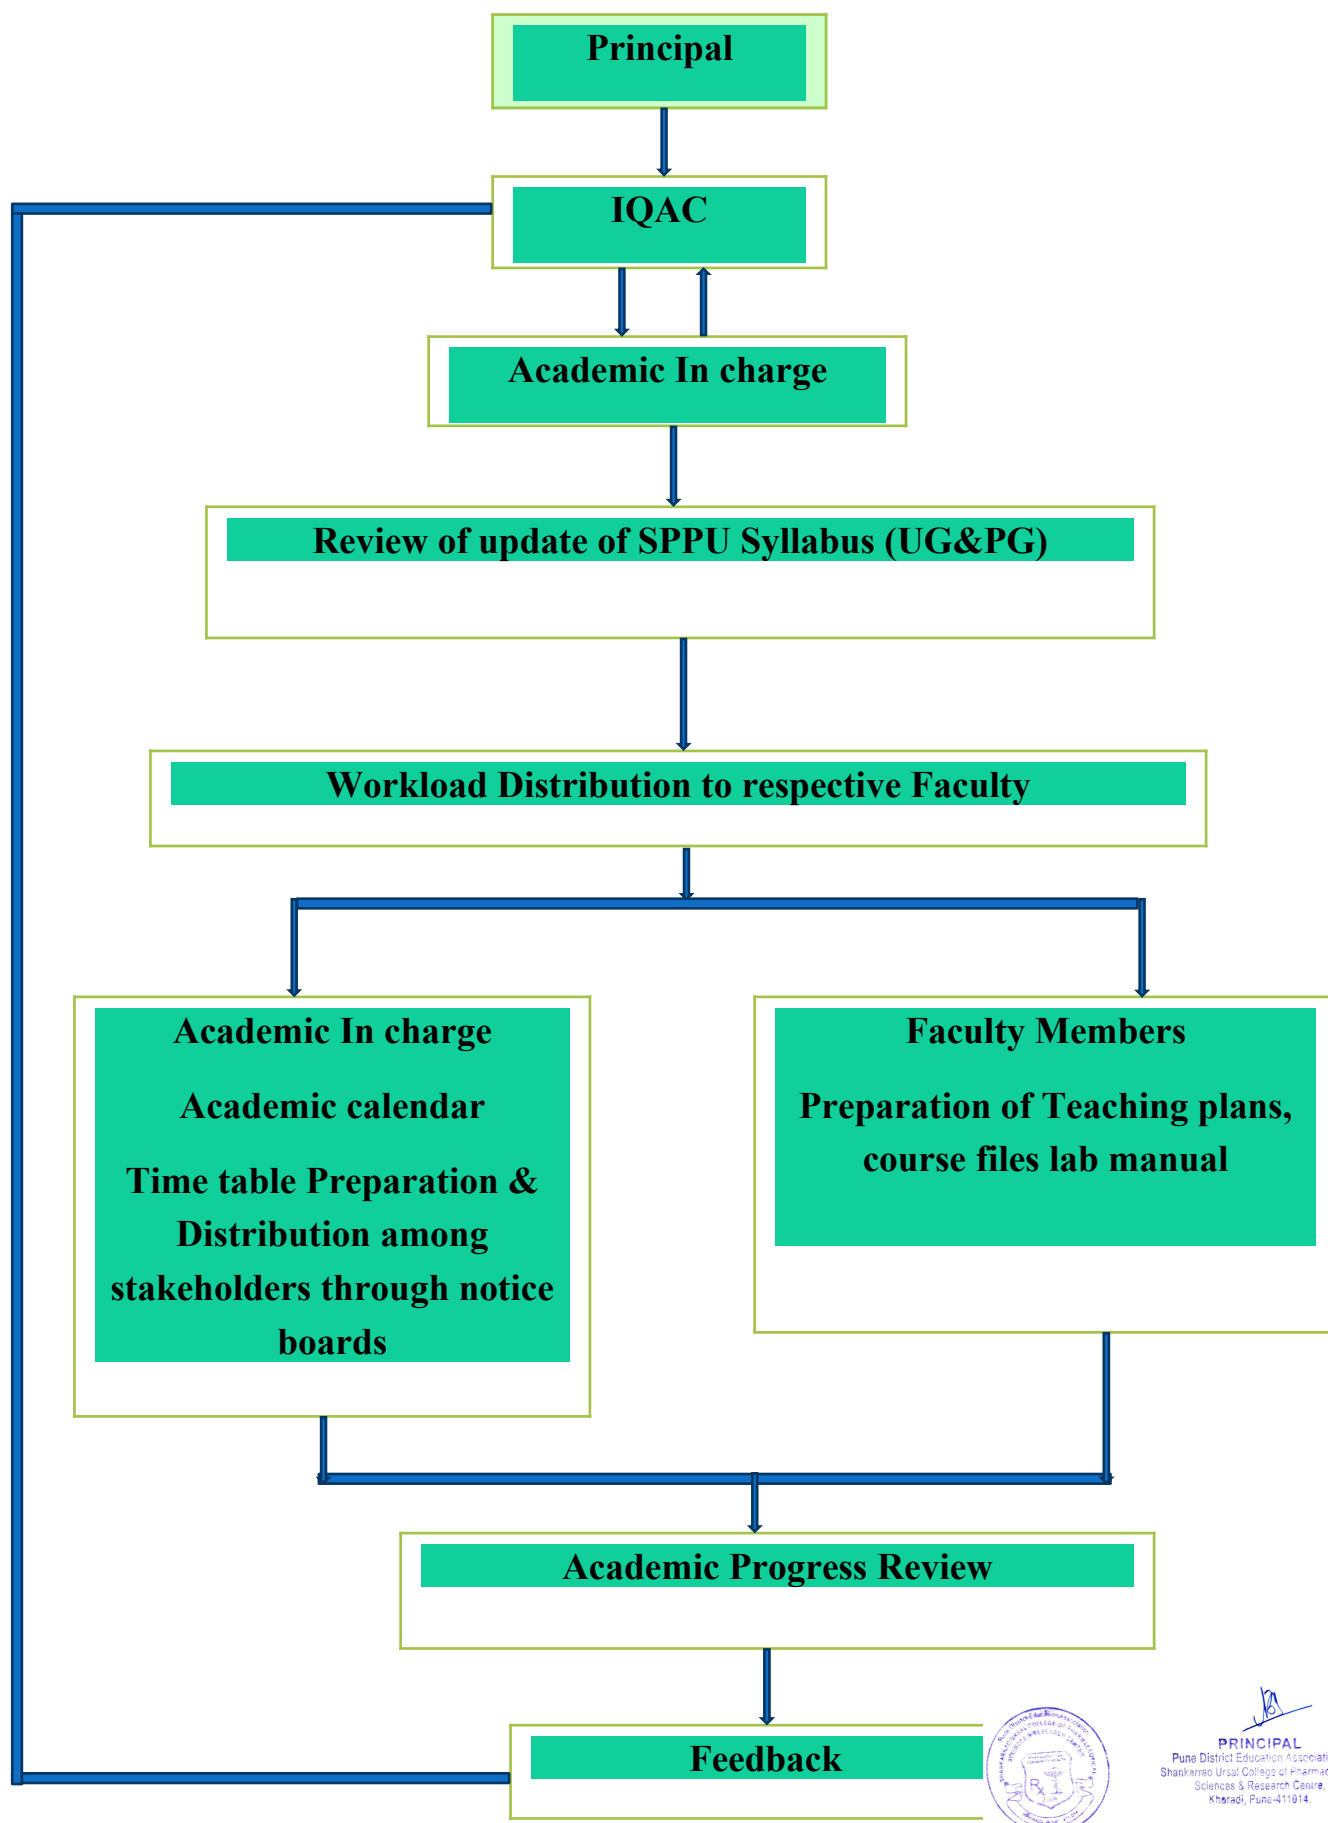 Principal
IQAC
Academic In charge
Review of update of SPPU Syllabus (UG&PG)
Workload Distribution to respective Faculty
Academic In charge
Academic calendar
Time table Preparation &
Distribution among
stakeholders through notice
boards
Faculty Members
Preparation of Teaching plans,
course files lab manual
Academic Progress Review
Feedback
PRINCIPAL
Pune District Education Associati
Shankarrao Ursal College of Pharmac
Sciences & Research Centre,
Kharadi, Pune-411014.